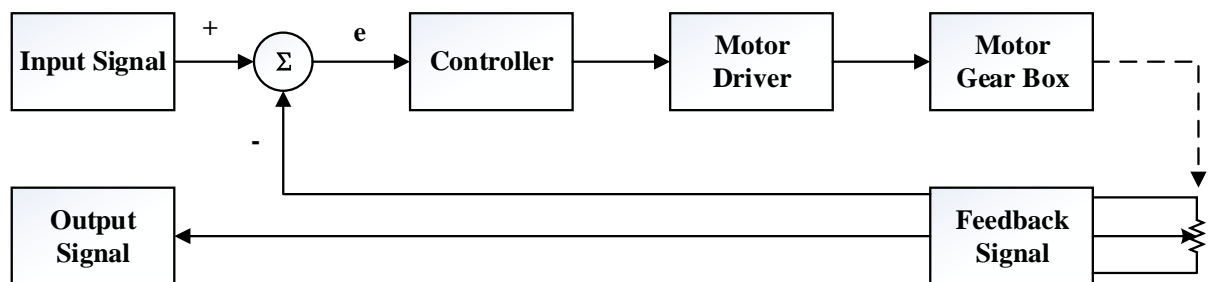 +
e
Input Signal
Σ
Controller
Motor
Driver
Motor
Gear Box
-
Output
Signal
Feedback
Signal